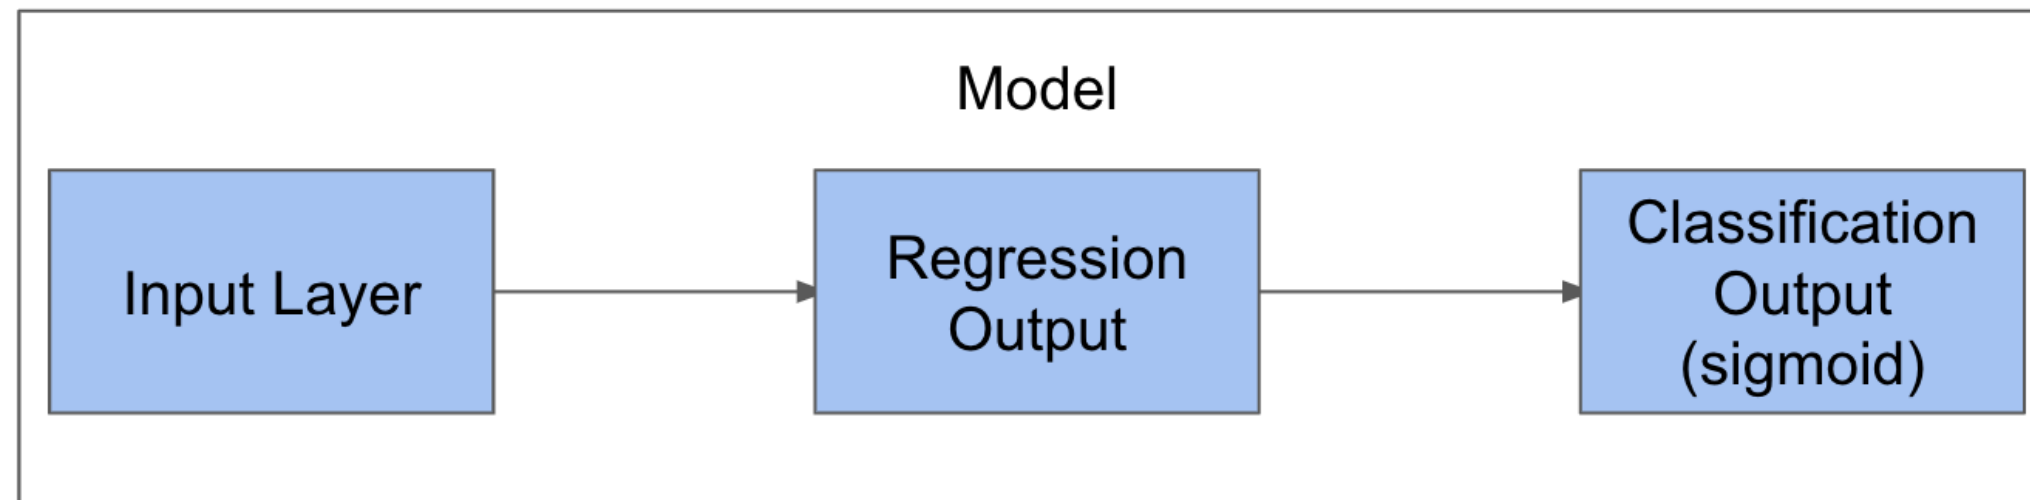 Model
Input Layer
Regression
Output
Classification
Output
(sigmoid)